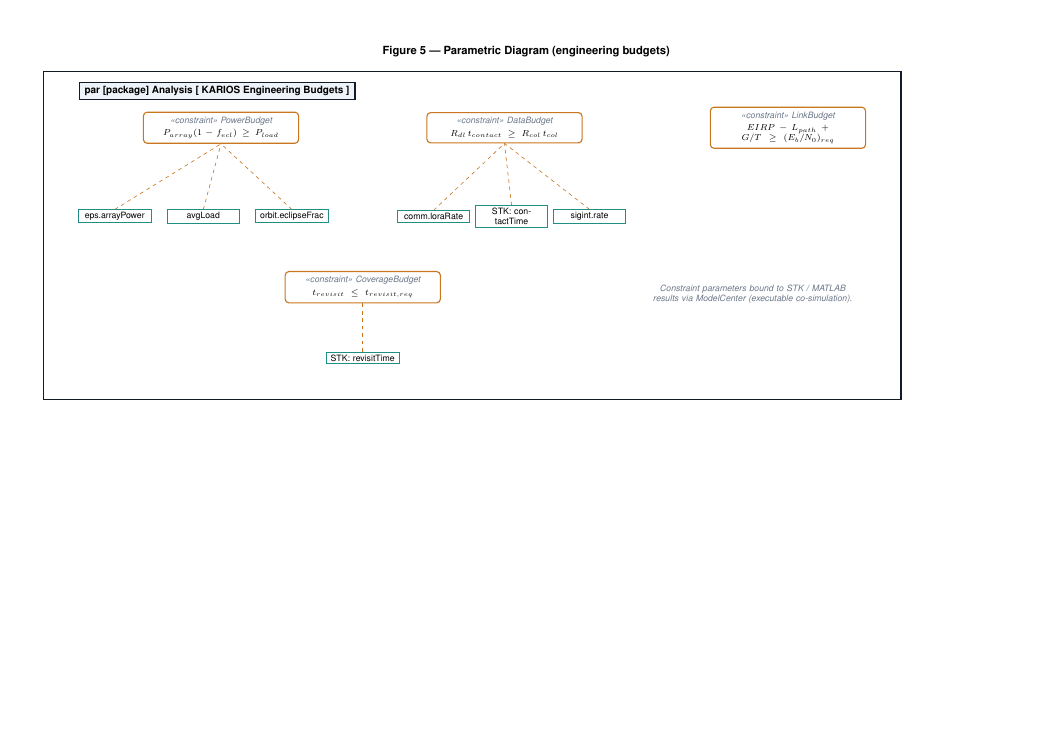 Figure 5 — Parametric Diagram (engineering budgets)
par [package] Analysis [ KARIOS Engineering Budgets ]
«constraint» PowerBudget
P_array(1 − f_ecl) ≥ P_load
«constraint» DataBudget
R_dl t_contact ≥ R_col t_col
«constraint» LinkBudget
EIRP − L_path +
G/T ≥ (E_b/N_0)_req
eps.arrayPower
avgLoad
orbit.eclipseFrac
comm.loraRate
STK: con-
tactTime
sigint.rate
«constraint» CoverageBudget
t_revisit ≤ t_revisit,req
Constraint parameters bound to STK / MATLAB
results via ModelCenter (executable co-simulation).
STK: revisitTime